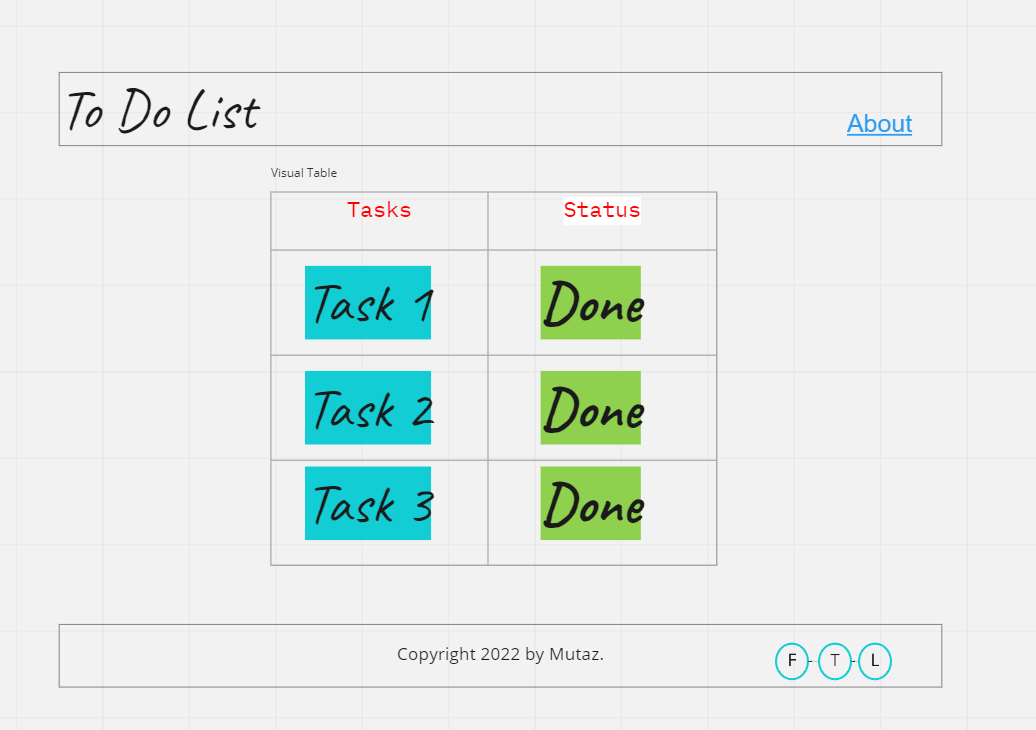 To Do List
About
Visual Table
Tasks Status
Task 1 Done
Task 2 Done
Task 3 Done
Copyright 2022 by Mutaz.
F T L